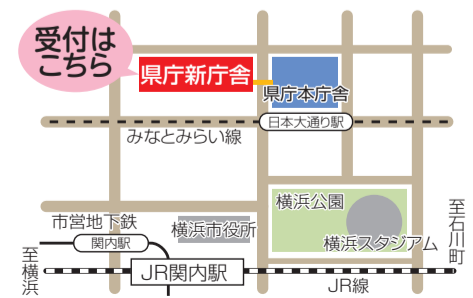 受付は
こちら
県庁新庁舎
県庁本庁舎
日本大通り駅
みなとみらい線
横浜公園
至石川町
市営地下鉄
横浜市役所
関内駅
横浜スタジアム
至横浜
JR関内駅
JR線